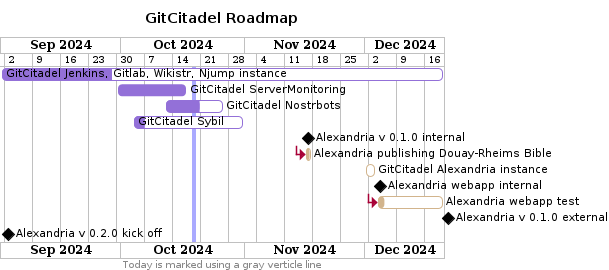 GitCitadel Roadmap
Sep 2024 Oct 2024 Nov 2024 Dec 2024
2 9 16 23 30 7 14 21 28 4 11 18 25 2 9 16
GitCitadel Jenkins, Gitlab, Wikistr, Njump instance
GitCitadel ServerMonitoring
GitCitadel Nostrbots
GitCitadel Sybil
Alexandria v 0.1.0 internal
Alexandria publishing Douay-Rheims Bible
GitCitadel Alexandria instance
Alexandria webapp internal
Alexandria webapp test
Alexandria v 0.1.0 external
Alexandria v 0.2.0 kick off
Sep 2024 Oct 2024 Nov 2024 Dec 2024
Today is marked using a gray verticle line